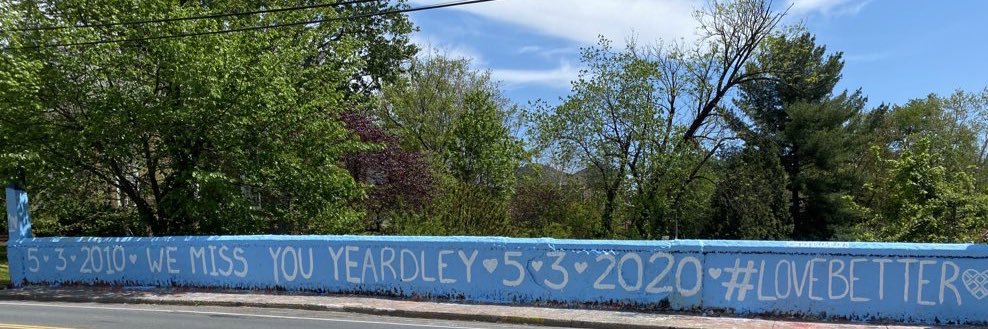 5 ♥ 3 ♥ 2010 ♥ WE MISS YOU YEARDLEY ♥ 5 ♥ 3 ♥ 2020 ♥ #LOVEBETTER